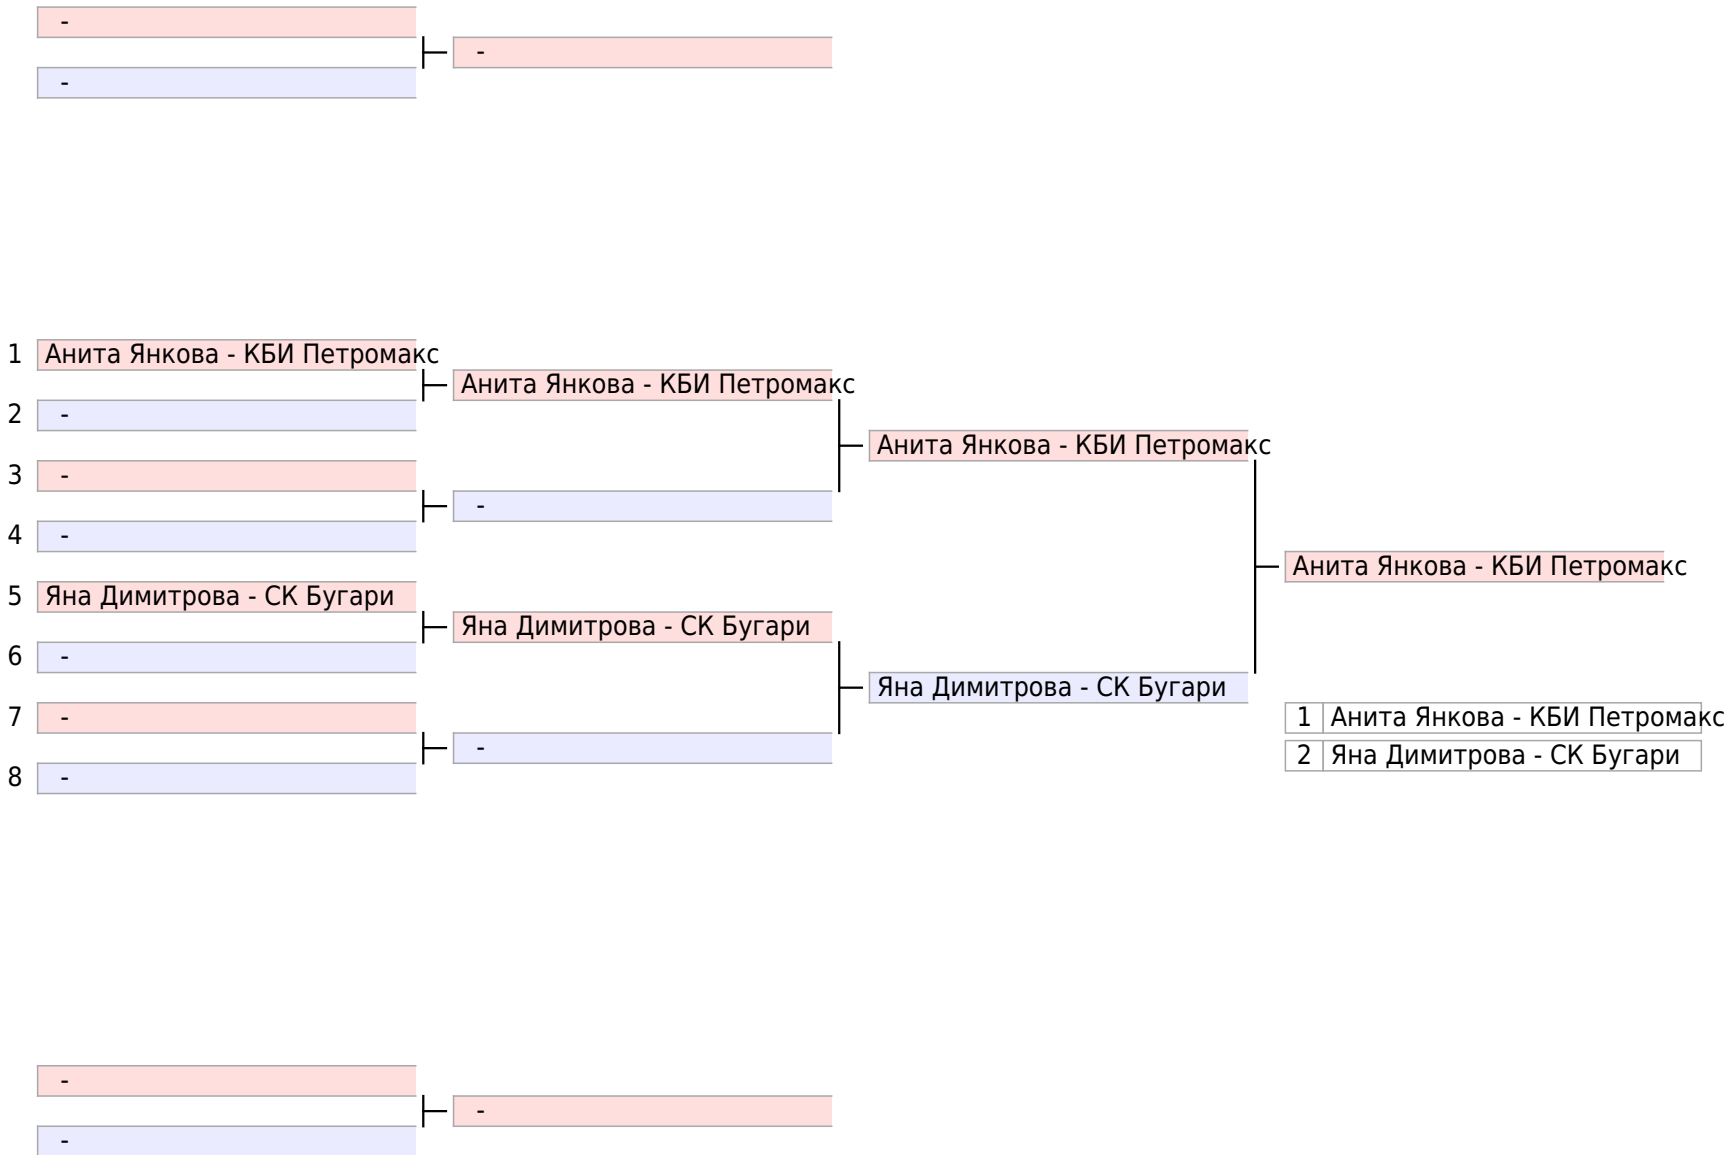 -
-
-
1 Анита Янкова - КБИ Петромакс
Анита Янкова - КБИ Петромакс
2 -
Анита Янкова - КБИ Петромакс
3 -
-
4 -
Анита Янкова - КБИ Петромакс
5 Яна Димитрова - СК Бугари
Яна Димитрова - СК Бугари
6 -
Яна Димитрова - СК Бугари
7 -
1 Анита Янкова - КБИ Петромакс
-
2 Яна Димитрова - СК Бугари
8 -
-
-
-